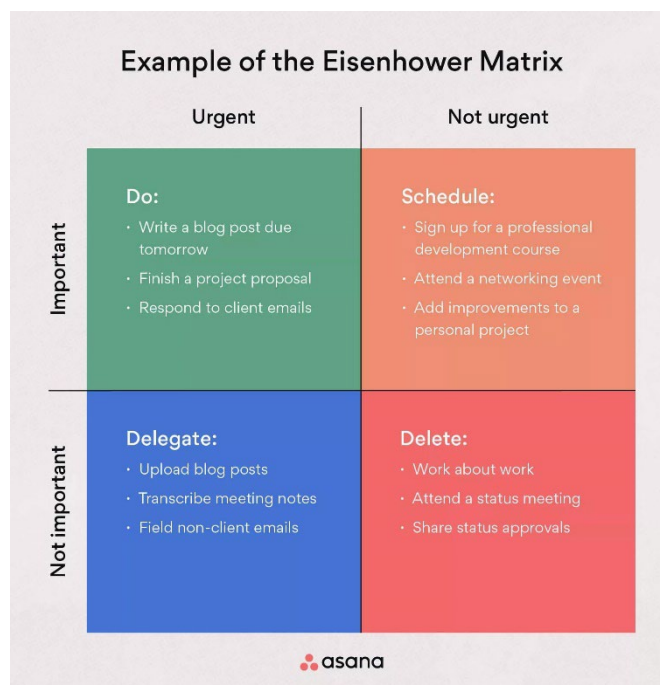 Example of the Eisenhower Matrix
Urgent
Not urgent
Important
Do:
· Write a blog post due
tomorrow
· Finish a project proposal
· Respond to client emails
Schedule:
· Sign up for a professional
development course
· Attend a networking event
· Add improvements to a
personal project
Not important
Delegate:
· Upload blog posts
· Transcribe meeting notes
· Field non-client emails
Delete:
· Work about work
· Attend a status meeting
· Share status approvals
asana